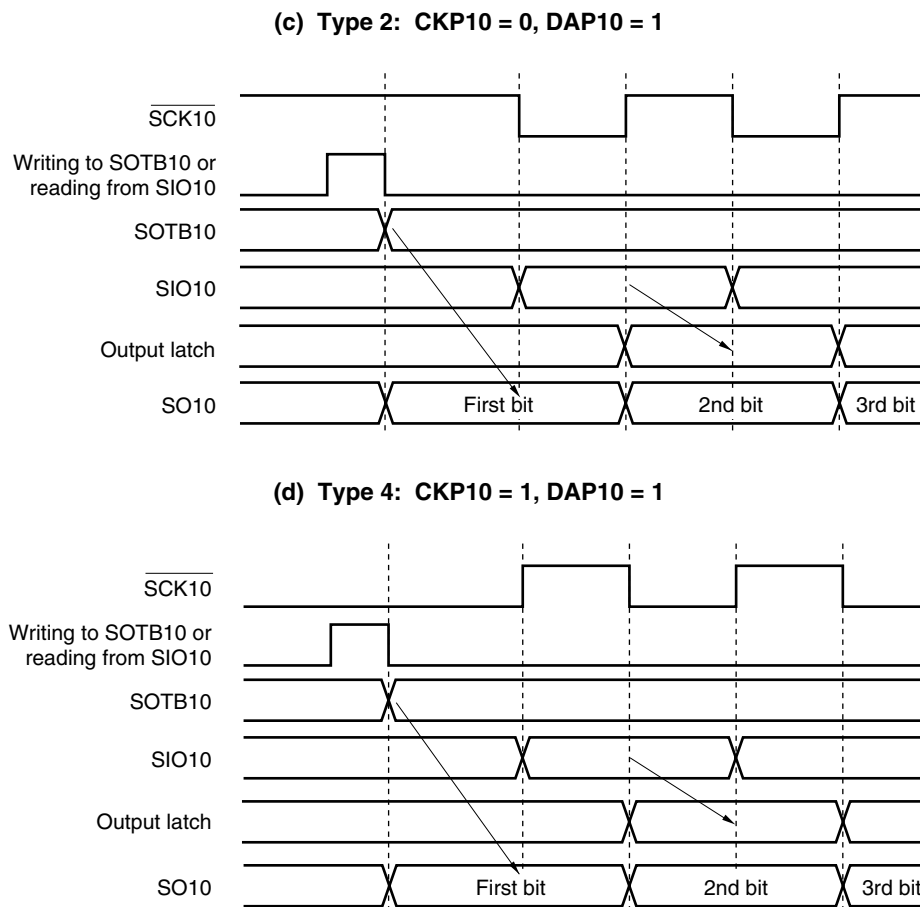 (c) Type 2: CKP10 = 0, DAP10 = 1
SCK10
Writing to SOTB10 or
reading from SIO10
SOTB10
SIO10
Output latch
SO10
First bit
2nd bit
3rd bit
(d) Type 4: CKP10 = 1, DAP10 = 1
SCK10
Writing to SOTB10 or
reading from SIO10
SOTB10
SIO10
Output latch
SO10
First bit
2nd bit
3rd bit